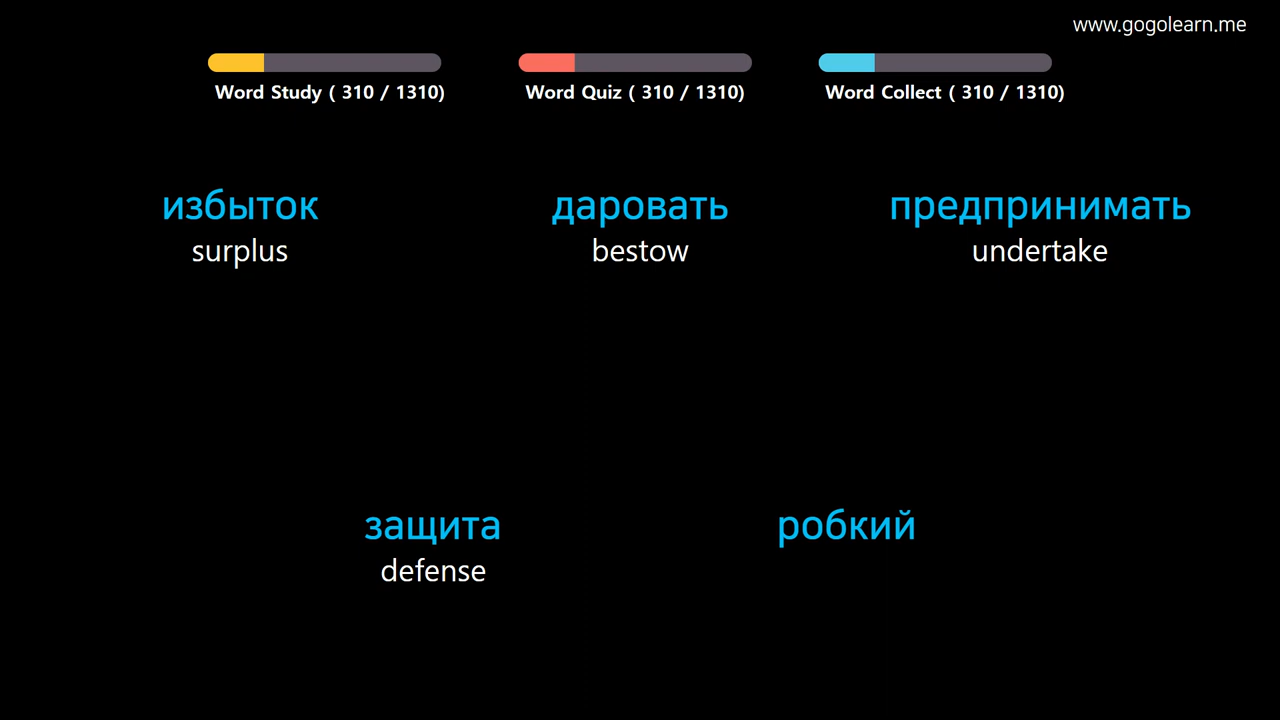 www.gogolearn.me
Word Study ( 310 / 1310)
Word Quiz ( 310 / 1310)
Word Collect ( 310 / 1310)
избыток
surplus
даровать
bestow
предпринимать
undertake
защита
defense
робкий